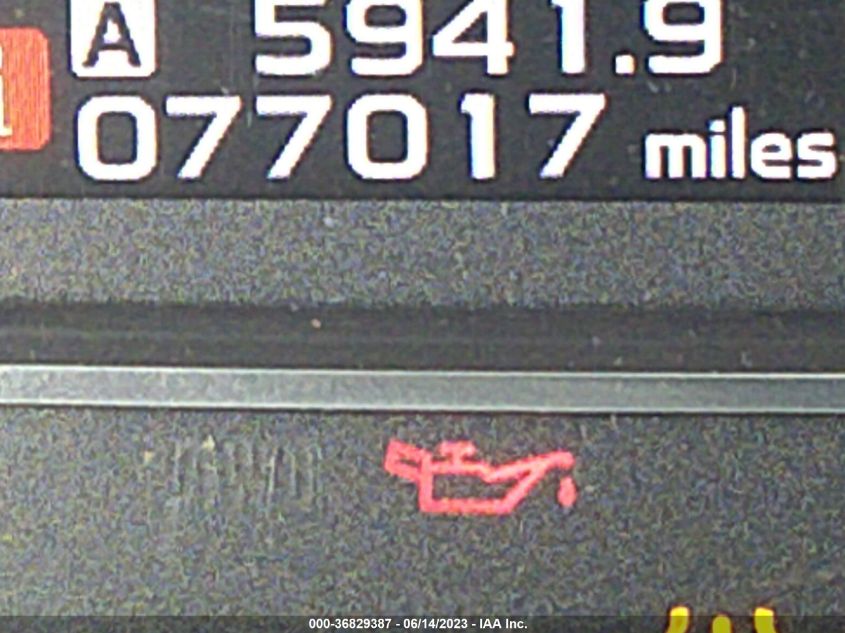 A 5941.9
077017 miles
000-36829387 - 06/14/2023 - IAA Inc.